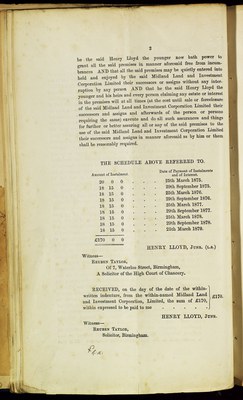 2
he the said Henry Lloyd the younger now hath power to
grant all the said premises in manner aforesaid free from incum-
brances AND that all the said premises may be quietly entered into
held and enjoyed by the said Midland Land and Investment
Corporation Limited their successors or assigns without any inter-
ruption by any person AND that he the said Henry Lloyd the
younger and his heirs and every person claiming any estate or interest
in the premises will at all times (at the cost until sale or foreclosure
of the said Midland Land and Investment Corporation Limited their
successors and assigns and afterwards of the person or persons
requiring the same) execute and do all such assurances and things
for further or better assuring all or any of the said premises to the
use of the said Midland Land and Investment Corporation Limited
their successors and assigns in manner aforesaid as by him or them
shall be reasonably required.
THE SCHEDULE ABOVE REFERRED TO.
Amount of Instalment
Date of Payment of Instalments and of Interest.
20 0 0 25th March 1875.
18 15 0 29th September 1875.
18 15 0 25th March 1876.
18 15 0 29th September 1876.
18 15 0 25th March 1877.
18 15 0 29th September 1877.
18 15 0 25th March 1878.
18 15 0 29th September 1878.
18 15 0 25th March 1879.
£170 0 0
HENRY LLOYD, Junr. (L.S.)
Witness—
Reuben Taylor,
Of 7, Waterloo Street, Birmingham,
A Solicitor of the High Court of Chancery.
RECEIVED, on the day of the date of the within-
written indenture, from the within-named Midland Land
and Investment Corporation, Limited, the sum of £170,
within expressed to be paid to me
£170.
HENRY LLOYD, Junr.
Witness—
Reuben Taylor,
Solicitor, Birmingham.